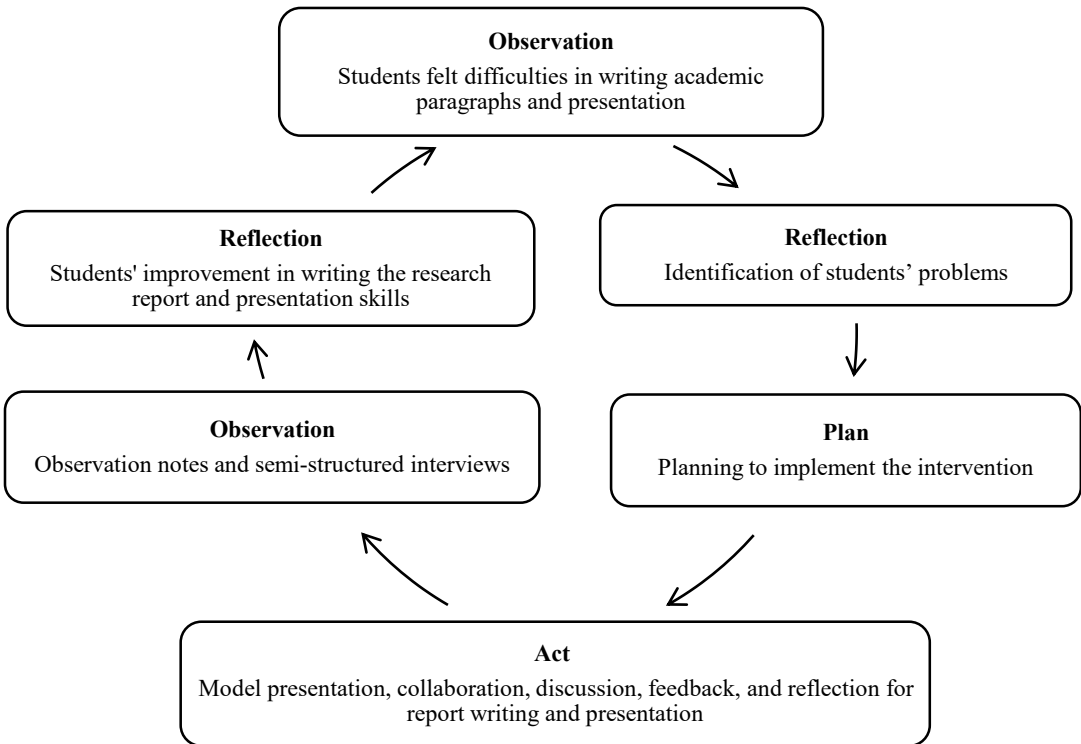 Observation
Students felt difficulties in writing academic
paragraphs and presentation
Reflection
Identification of students’ problems
Plan
Planning to implement the intervention
Act
Model presentation, collaboration, discussion, feedback, and reflection for
report writing and presentation
Observation
Observation notes and semi-structured interviews
Reflection
Students' improvement in writing the research
report and presentation skills